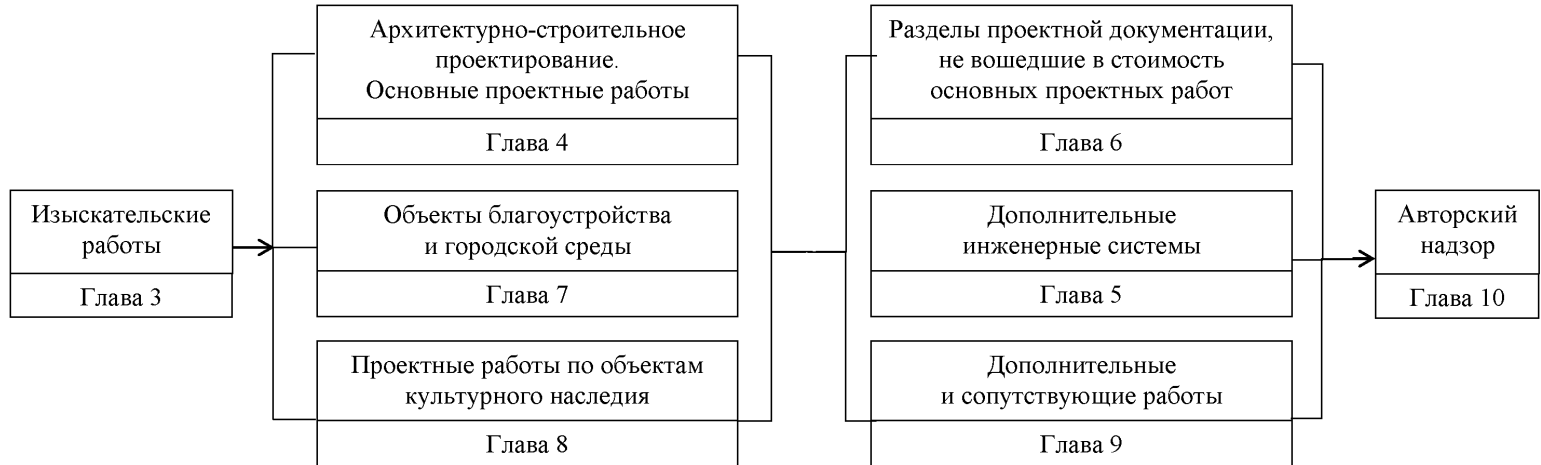 Изыскательские
работы
Глава 3
Архитектурно-строительное
проектирование.
Основные проектные работы
Глава 4
Объекты благоустройства
и городской среды
Глава 7
Проектные работы по объектам
культурного наследия
Глава 8
Разделы проектной документации,
не вошедшие в стоимость
основных проектных работ
Глава 6
Дополнительные
инженерные системы
Глава 5
Дополнительные
и сопутствующие работы
Глава 9
Авторский
надзор
Глава 10